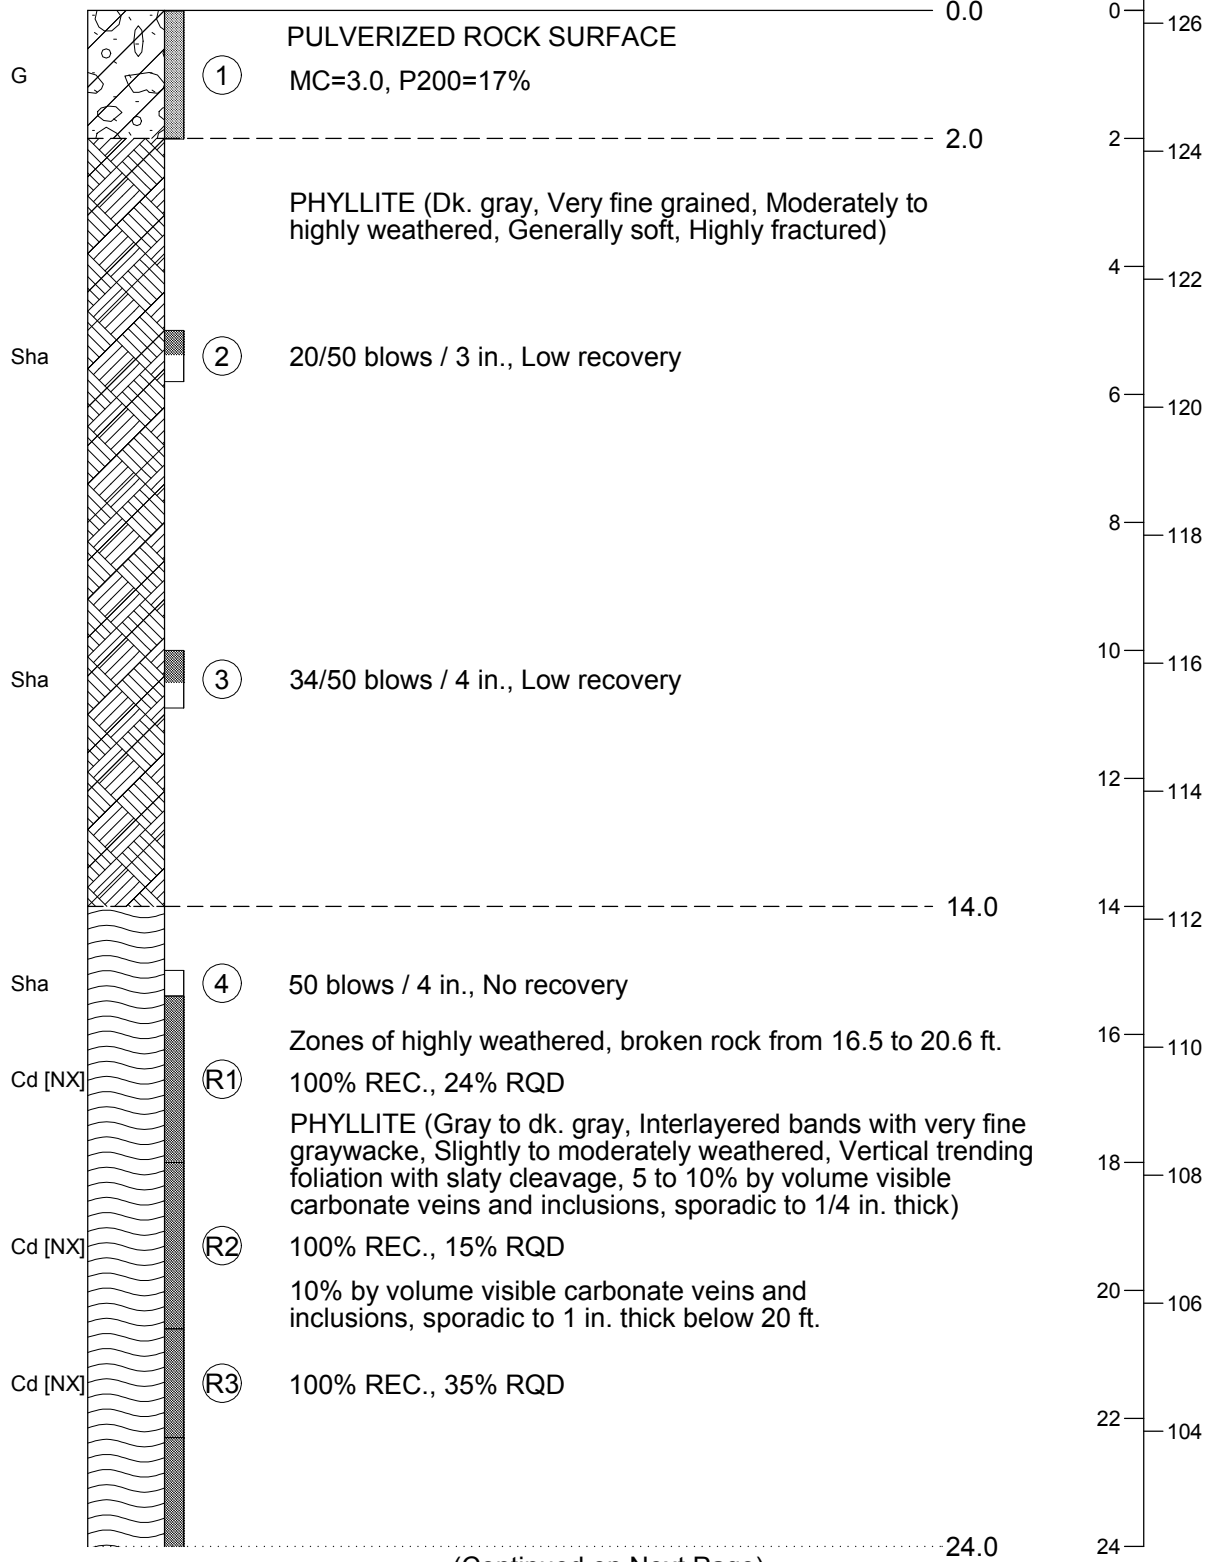 0.0 0
126
PULVERIZED ROCK SURFACE
G 1 MC=3.0, P200=17%
2.0 2
124
PHYLLITE (Dk. gray, Very fine grained, Moderately to
highly weathered, Generally soft, Highly fractured)
4
122
Sha 2 20/50 blows / 3 in., Low recovery
6
120
8
118
10
116
Sha 3 34/50 blows / 4 in., Low recovery
12
114
14.0 14
112
Sha 4 50 blows / 4 in., No recovery
16
Zones of highly weathered, broken rock from 16.5 to 20.6 ft.
110
Cd [NX] R1 100% REC., 24% RQD
PHYLLITE (Gray to dk. gray, Interlayered bands with very fine
graywacke, Slightly to moderately weathered, Vertical trending
18
foliation with slaty cleavage, 5 to 10% by volume visible
108
carbonate veins and inclusions, sporadic to 1/4 in. thick)
Cd [NX] R2 100% REC., 15% RQD
20
10% by volume visible carbonate veins and
106
inclusions, sporadic to 1 in. thick below 20 ft.
Cd [NX] R3 100% REC., 35% RQD
22
104
24.0 24
(Continued on Next Page)